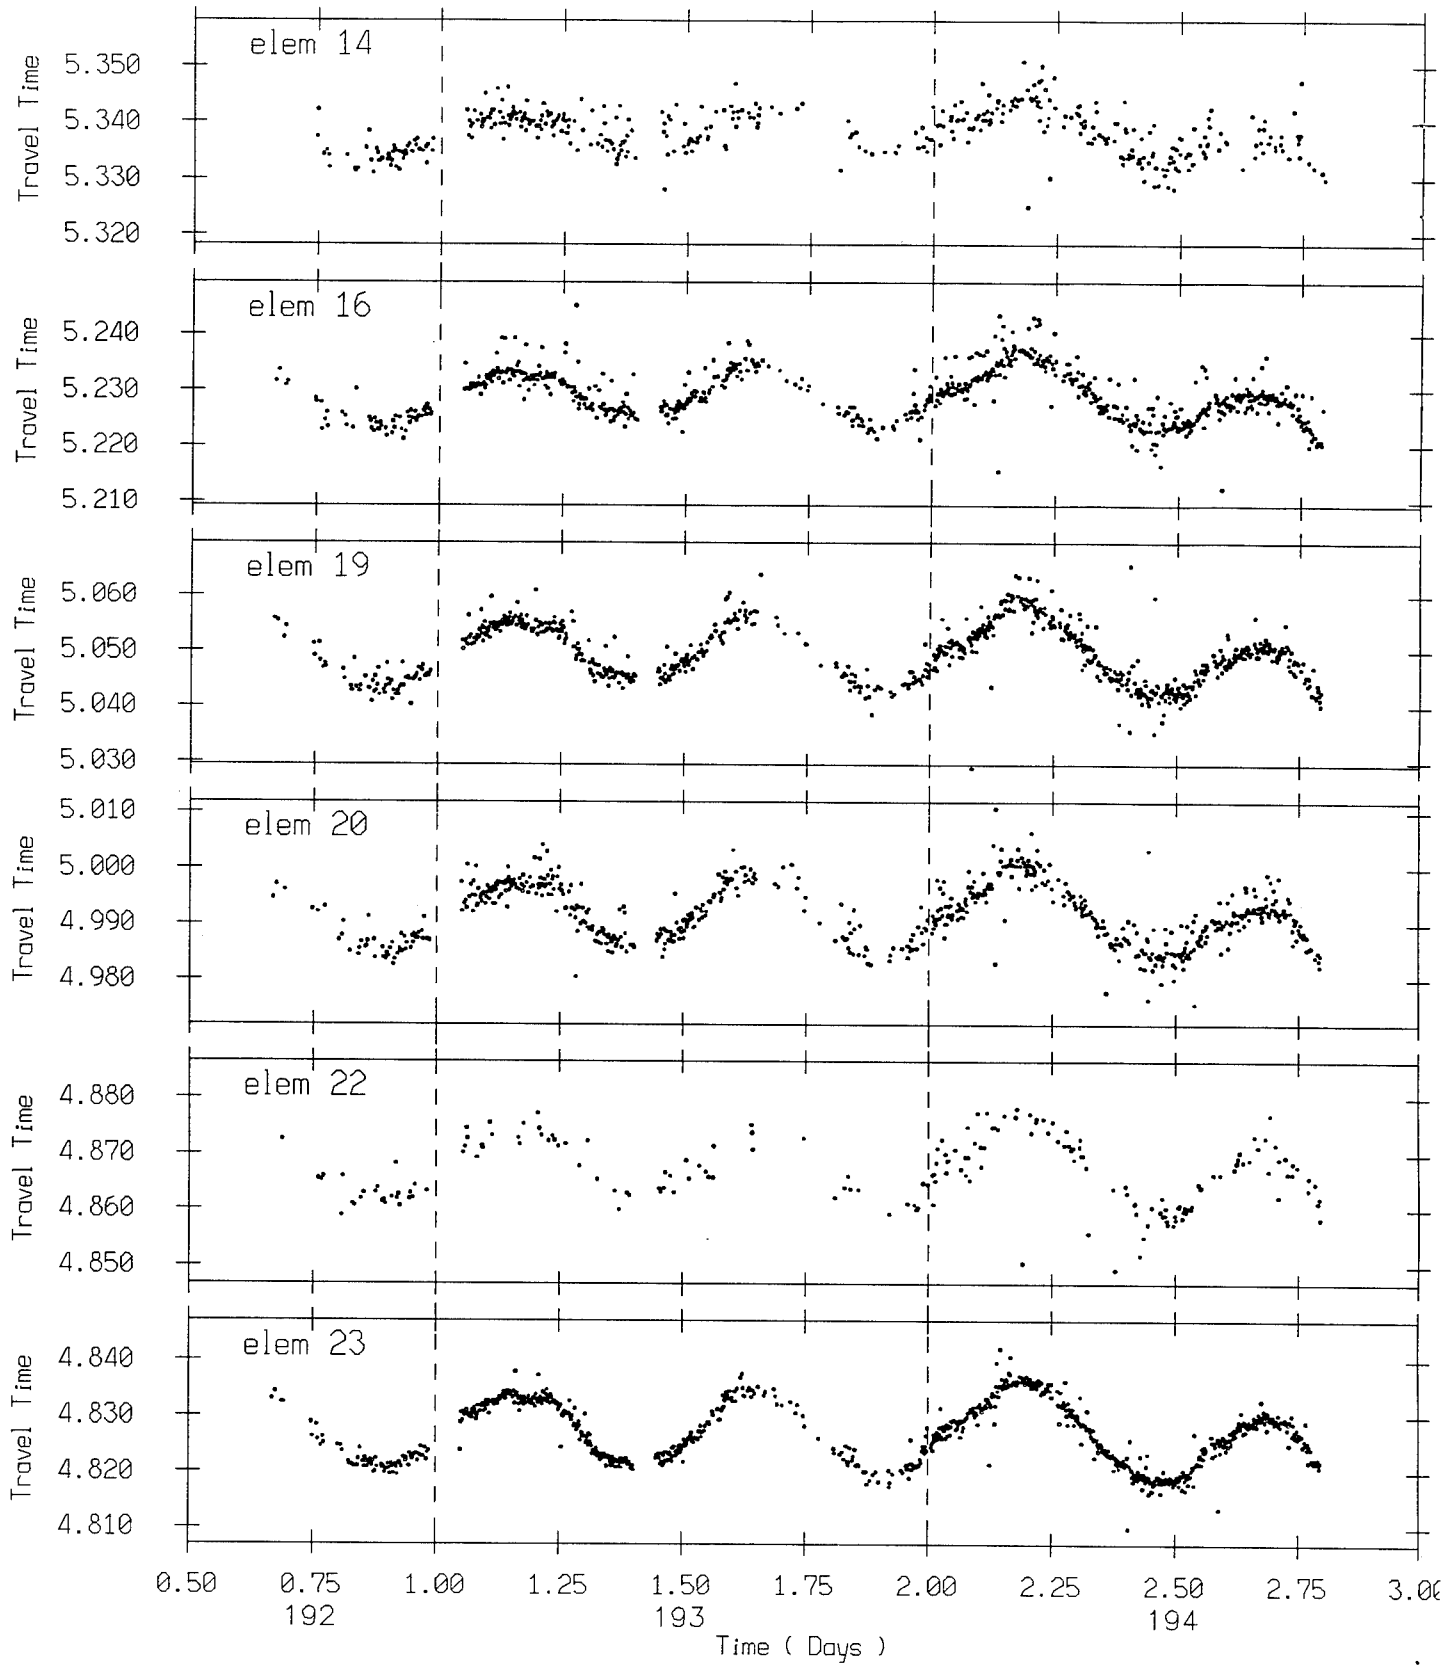 elem 14
Travel Time
5.350
5.340
5.330
5.320
elem 16
Travel Time
5.240
5.230
5.220
5.210
elem 19
Travel Time
5.060
5.050
5.040
5.030
elem 20
Travel Time
5.010
5.000
4.990
4.980
elem 22
Travel Time
4.880
4.870
4.860
4.850
elem 23
Travel Time
4.840
4.830
4.820
4.810
0.50 0.75 1.00 1.25 1.50 1.75 2.00 2.25 2.50 2.75 3.00
192 193 194
Time ( Days )